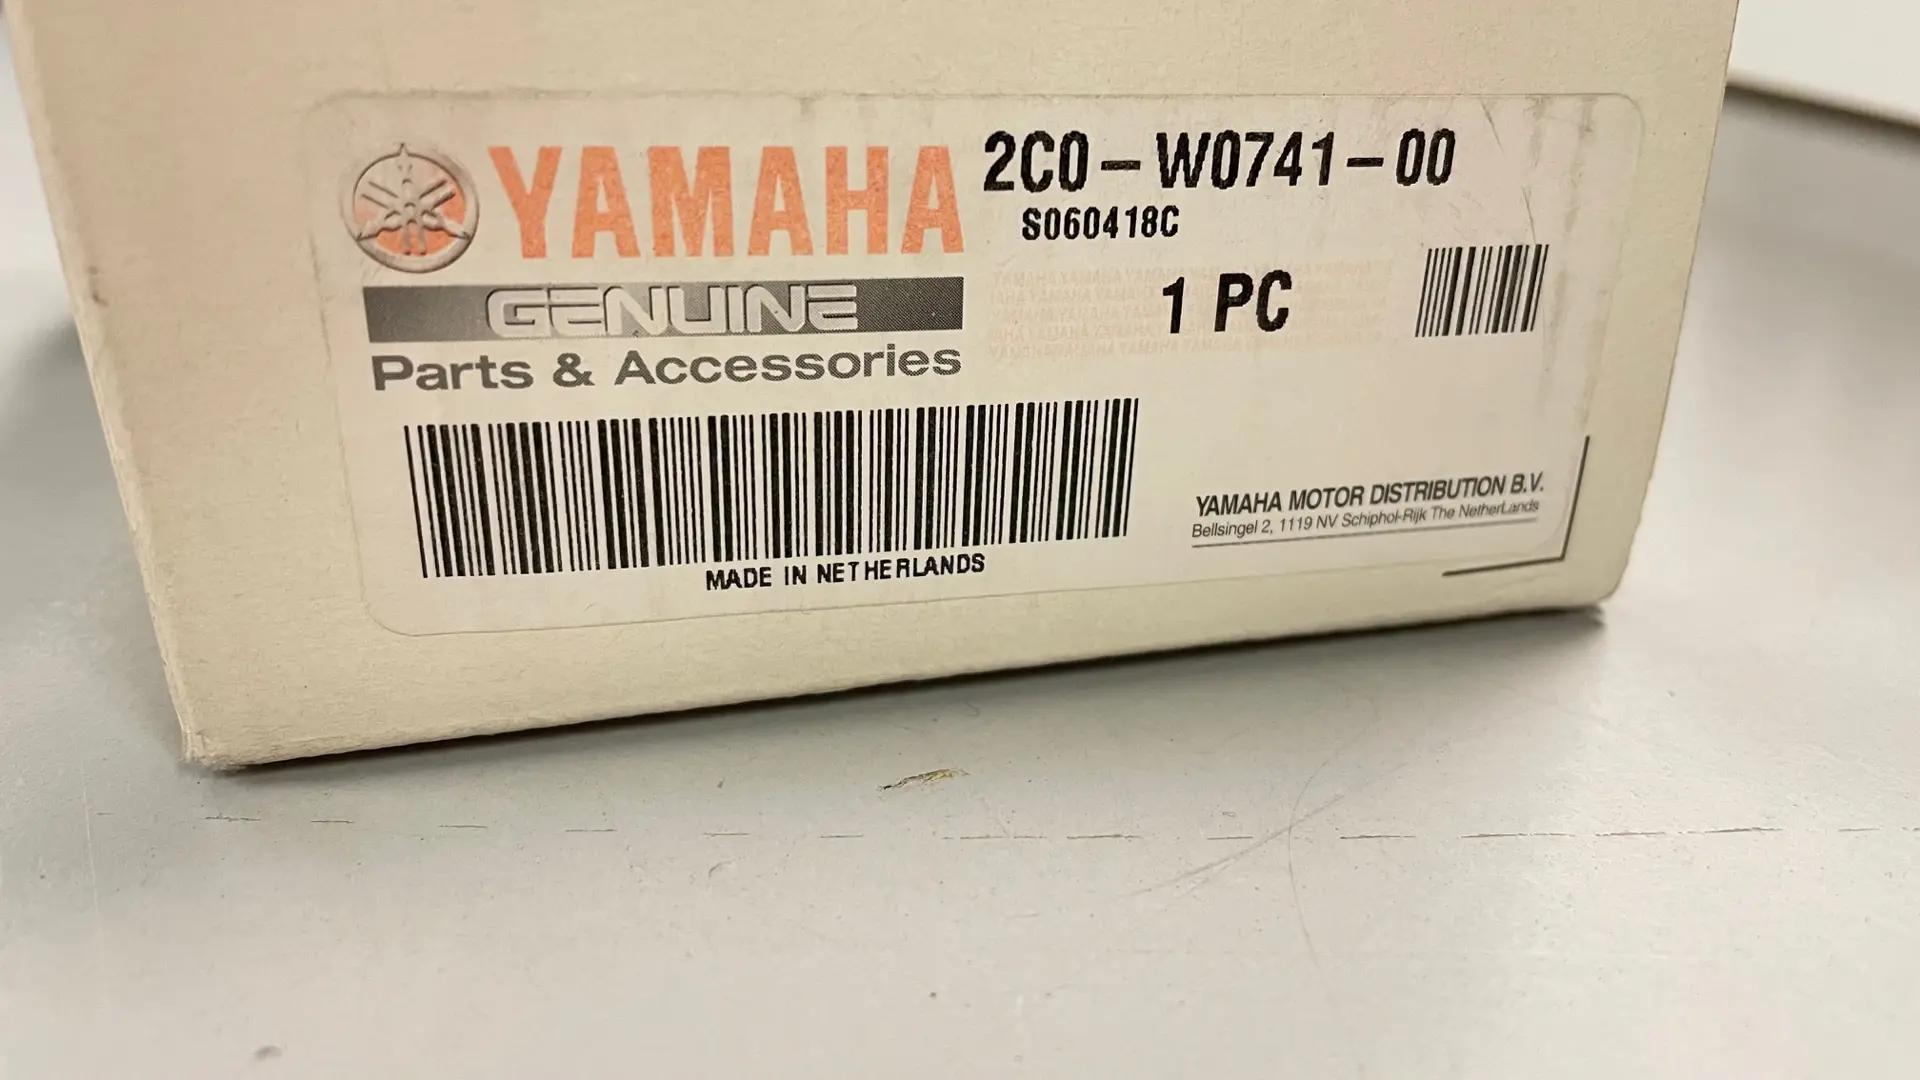 YAMAHA
GENUINE
Parts & Accessories
2C0-W0741-00
S060418C
1 PC
MADE IN NETHERLANDS
YAMAHA MOTOR DISTRIBUTION B.V.
Bellsingel 2, 1119 NV Schiphol-Rijk The NetherLands